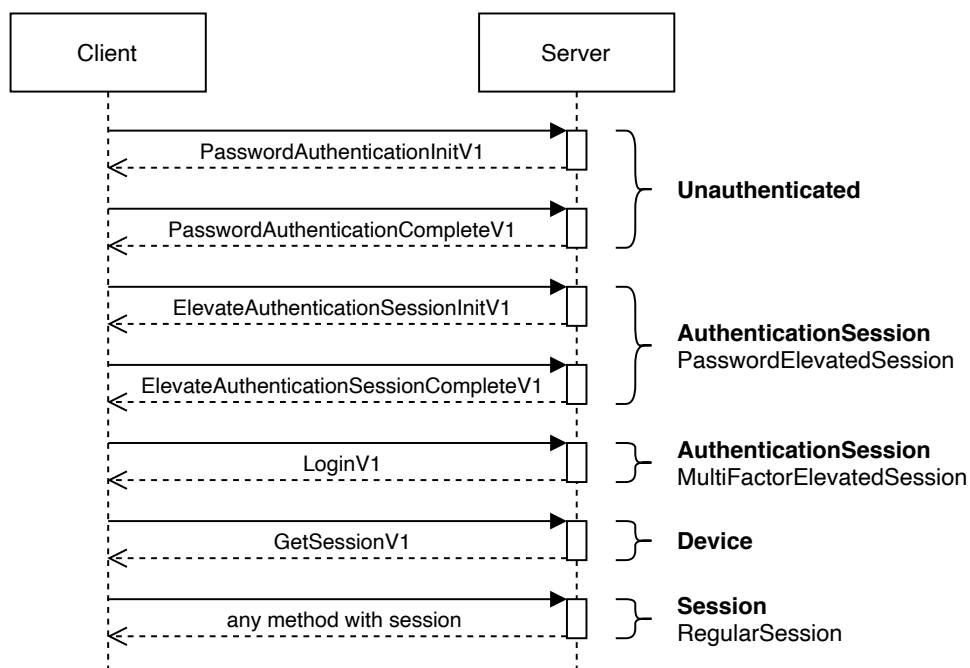 Client
Server
PasswordAuthenticationInitV1
PasswordAuthenticationCompleteV1
Unauthenticated
ElevateAuthenticationSessionInitV1
ElevateAuthenticationSessionCompleteV1
AuthenticationSession
PasswordElevatedSession
LoginV1
AuthenticationSession
MultiFactorElevatedSession
GetSessionV1
Device
any method with session
Session
RegularSession